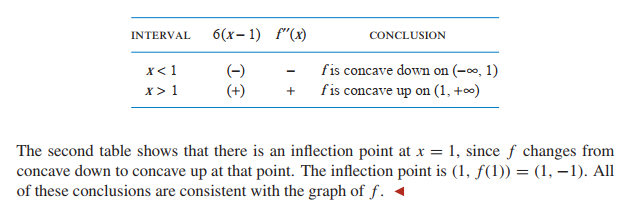 INTERVAL 6(x − 1) f″(x) CONCLUSION
x < 1 (−) − f is concave down on (−∞, 1)
x > 1 (+) + f is concave up on (1, +∞)
The second table shows that there is an inflection point at x = 1, since f changes from
concave down to concave up at that point. The inflection point is (1, f(1)) = (1, −1). All
of these conclusions are consistent with the graph of f. ◄